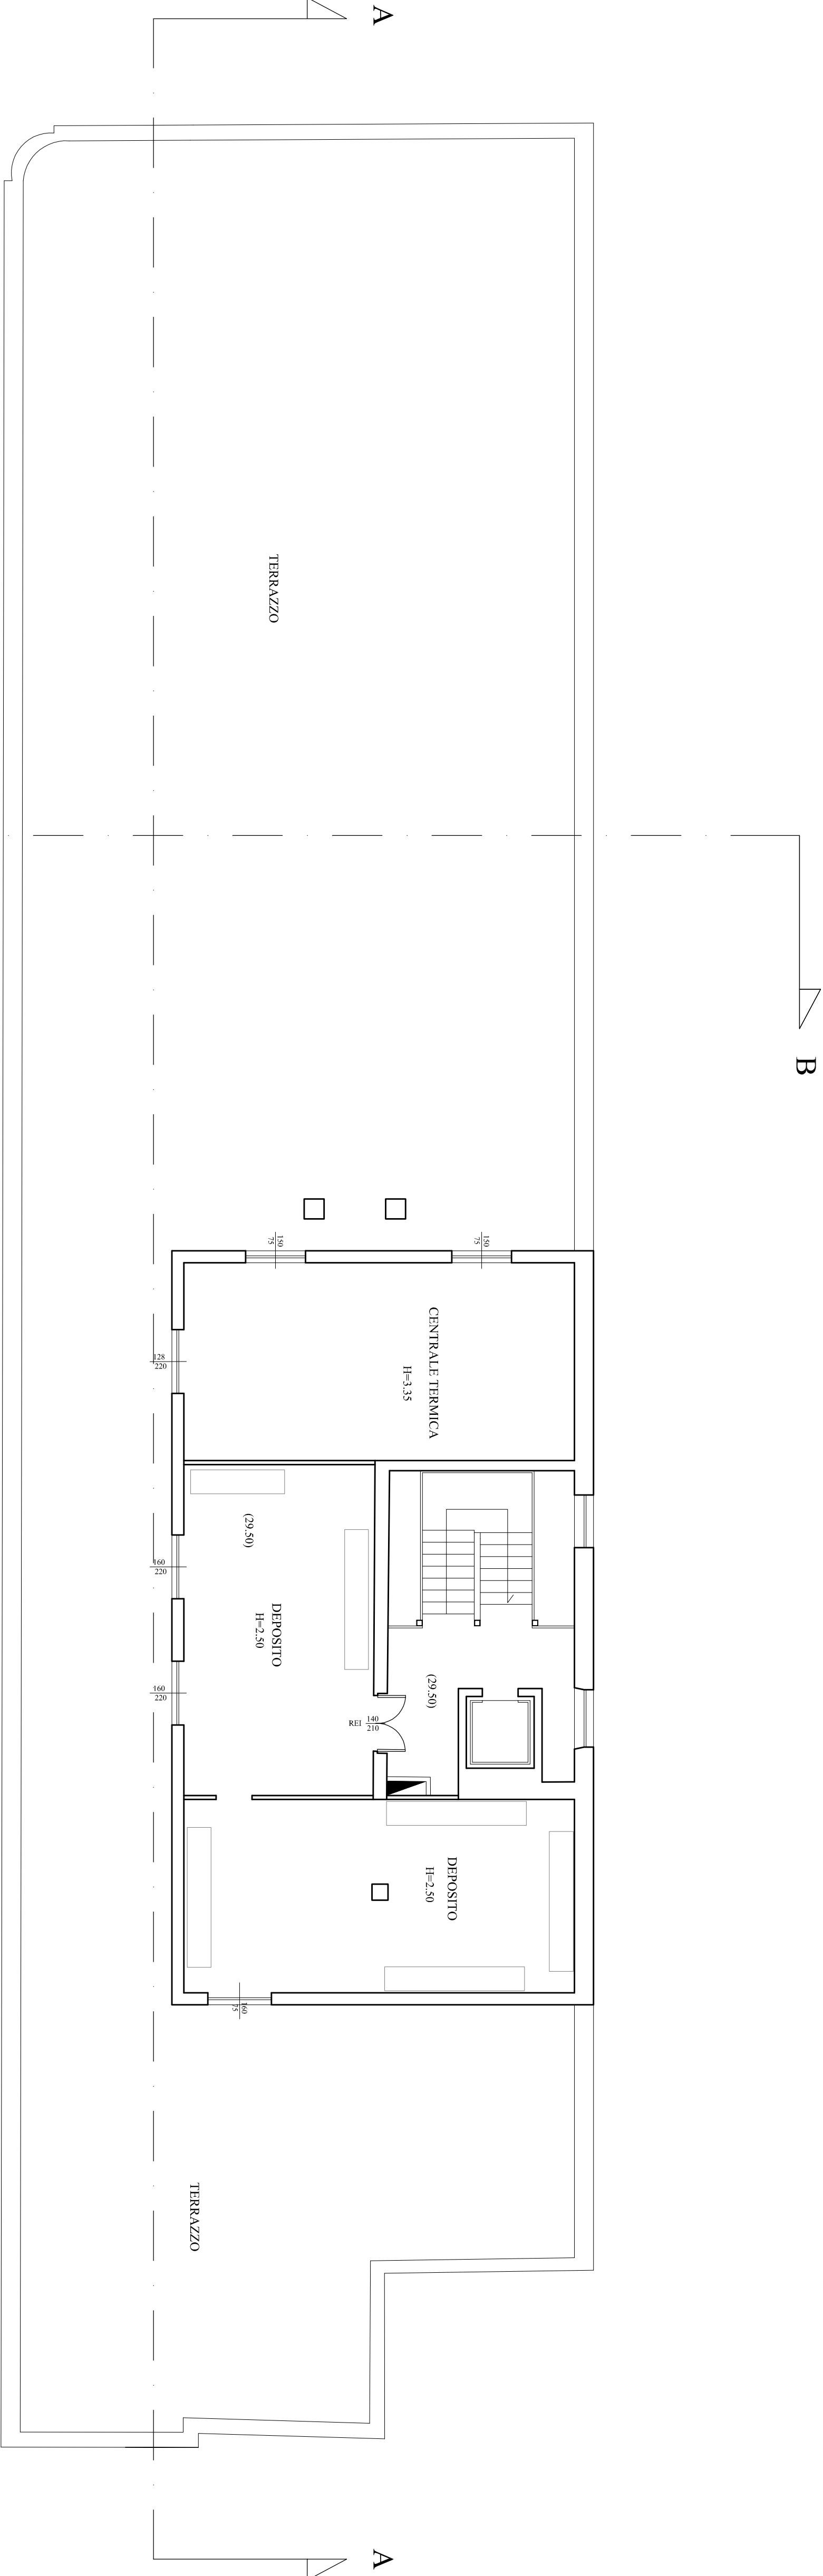 A
TERRAZZO
B
150
75
150
75
CENTRALE TERMICA
H=3.35
128
220
(29.50)
160
220
DEPOSITO
H=2.50
(29.50)
160
220
REI
140
210
DEPOSITO
H=2.50
160
75
TERRAZZO
A